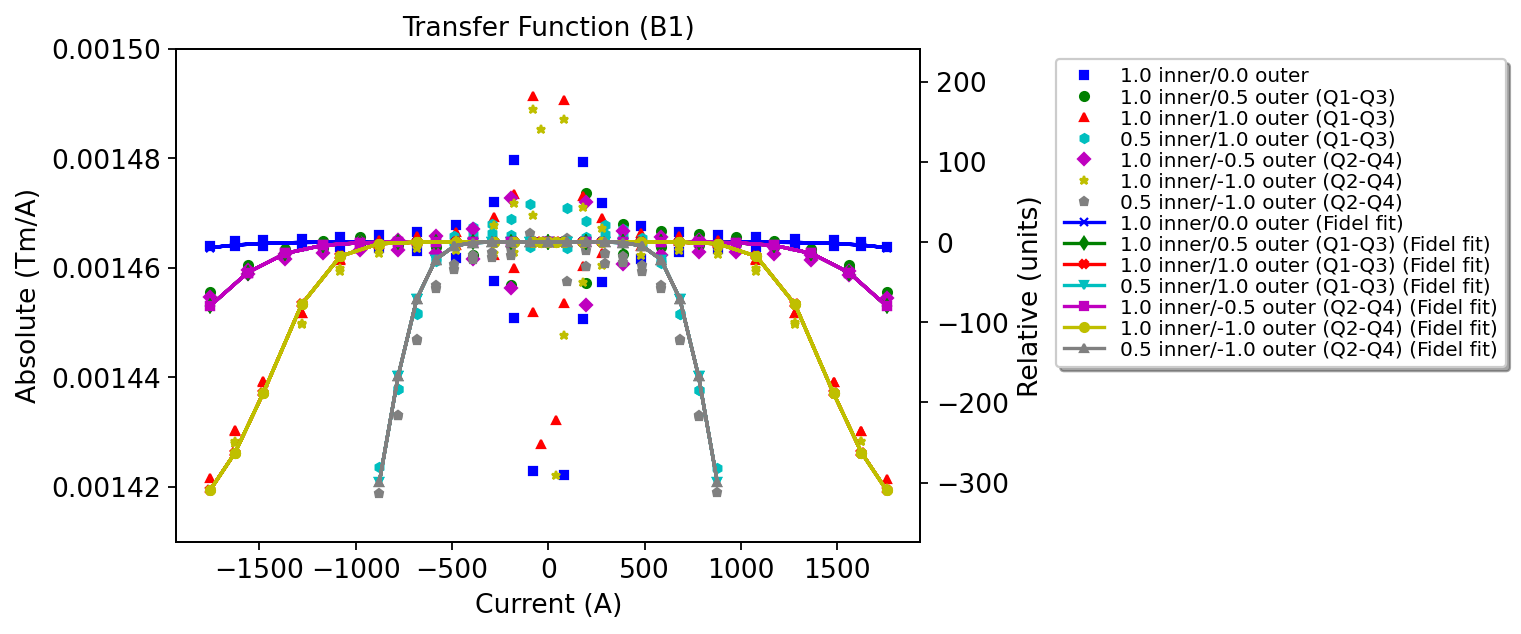 Transfer Function (B1)
0.00150
0.00148
0.00146
0.00144
0.00142
Absolute (Tm/A)
−1500 −1000 −500 0 500 1000 1500
Current (A)
200
100
0
−100
−200
−300
Relative (units)
1.0 inner/0.0 outer
1.0 inner/0.5 outer (Q1-Q3)
1.0 inner/1.0 outer (Q1-Q3)
0.5 inner/1.0 outer (Q1-Q3)
1.0 inner/-0.5 outer (Q2-Q4)
1.0 inner/-1.0 outer (Q2-Q4)
0.5 inner/-1.0 outer (Q2-Q4)
1.0 inner/0.0 outer (Fidel fit)
1.0 inner/0.5 outer (Q1-Q3) (Fidel fit)
1.0 inner/1.0 outer (Q1-Q3) (Fidel fit)
0.5 inner/1.0 outer (Q1-Q3) (Fidel fit)
1.0 inner/-0.5 outer (Q2-Q4) (Fidel fit)
1.0 inner/-1.0 outer (Q2-Q4) (Fidel fit)
0.5 inner/-1.0 outer (Q2-Q4) (Fidel fit)